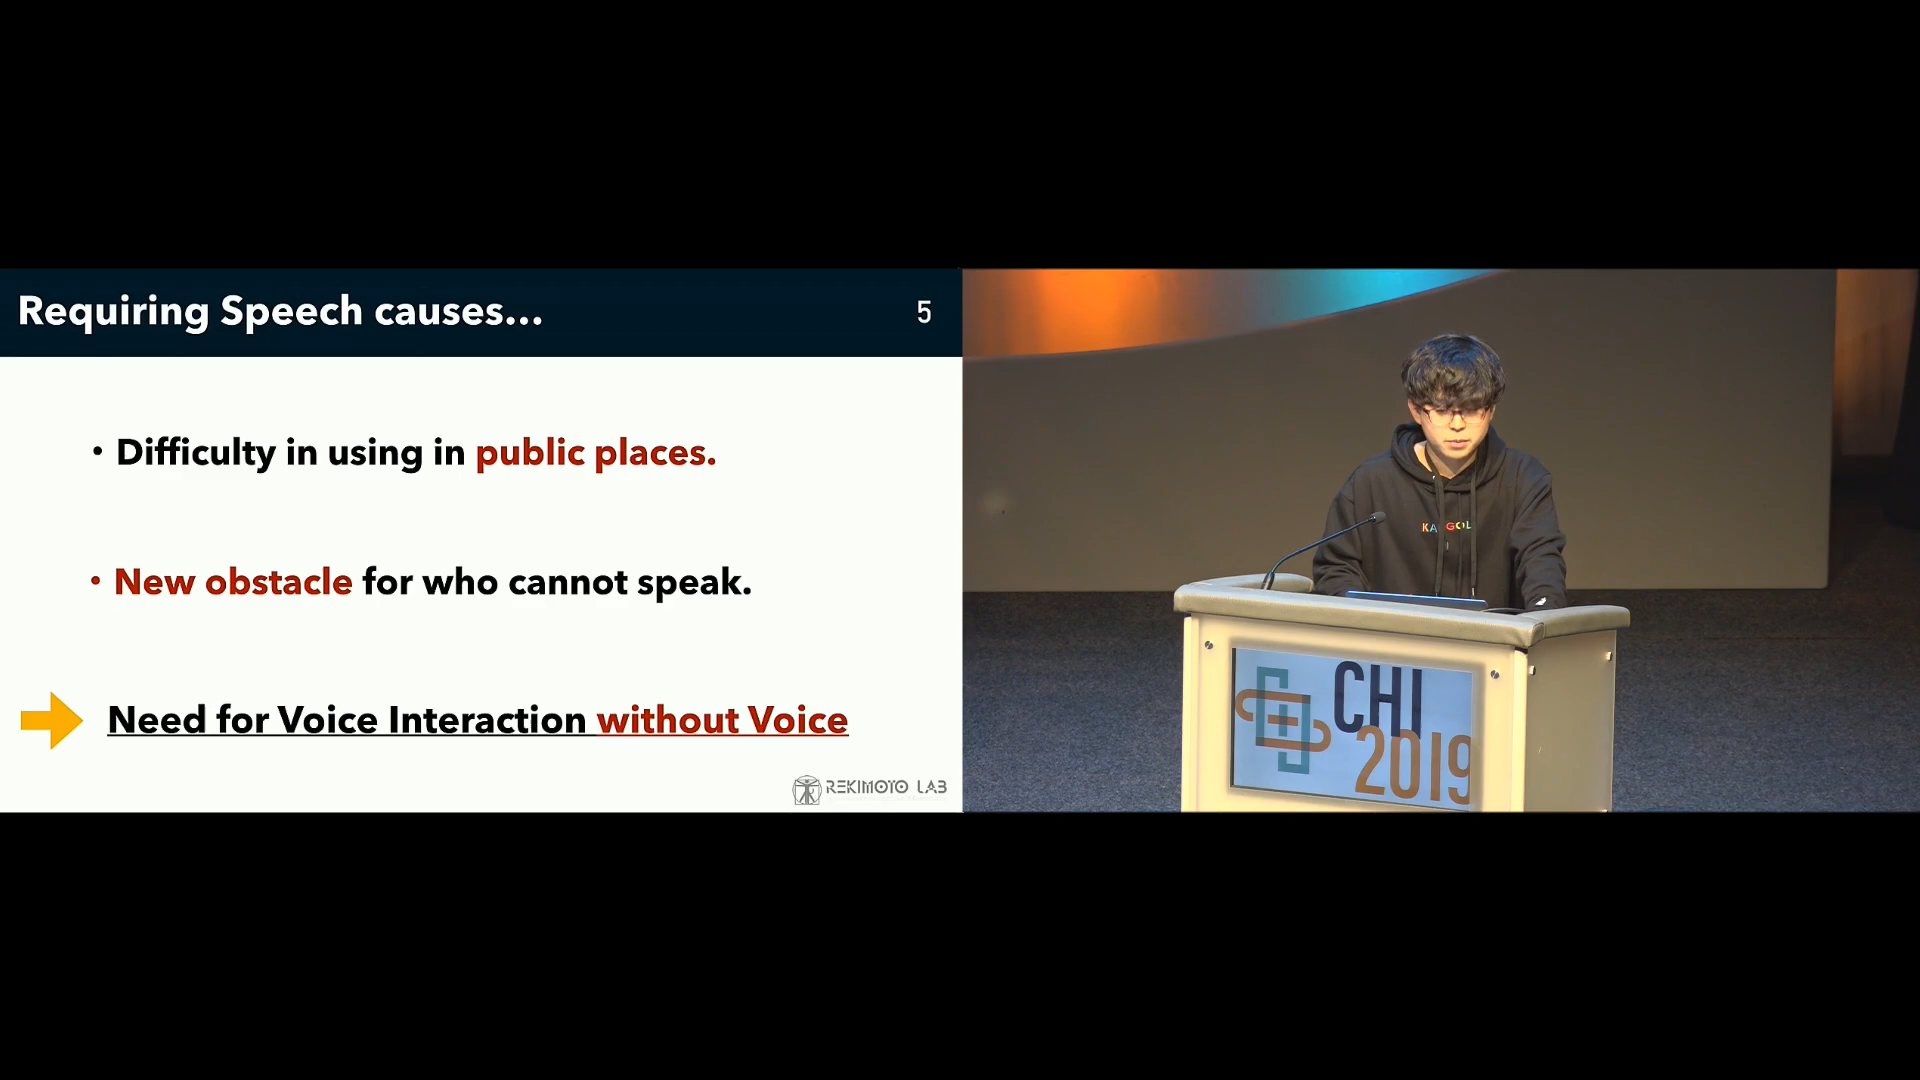 Requiring Speech causes...
5
• Difficulty in using in public places.
• New obstacle for who cannot speak.
Need for Voice Interaction without Voice
REKIMOTO LAB
CHI
2019